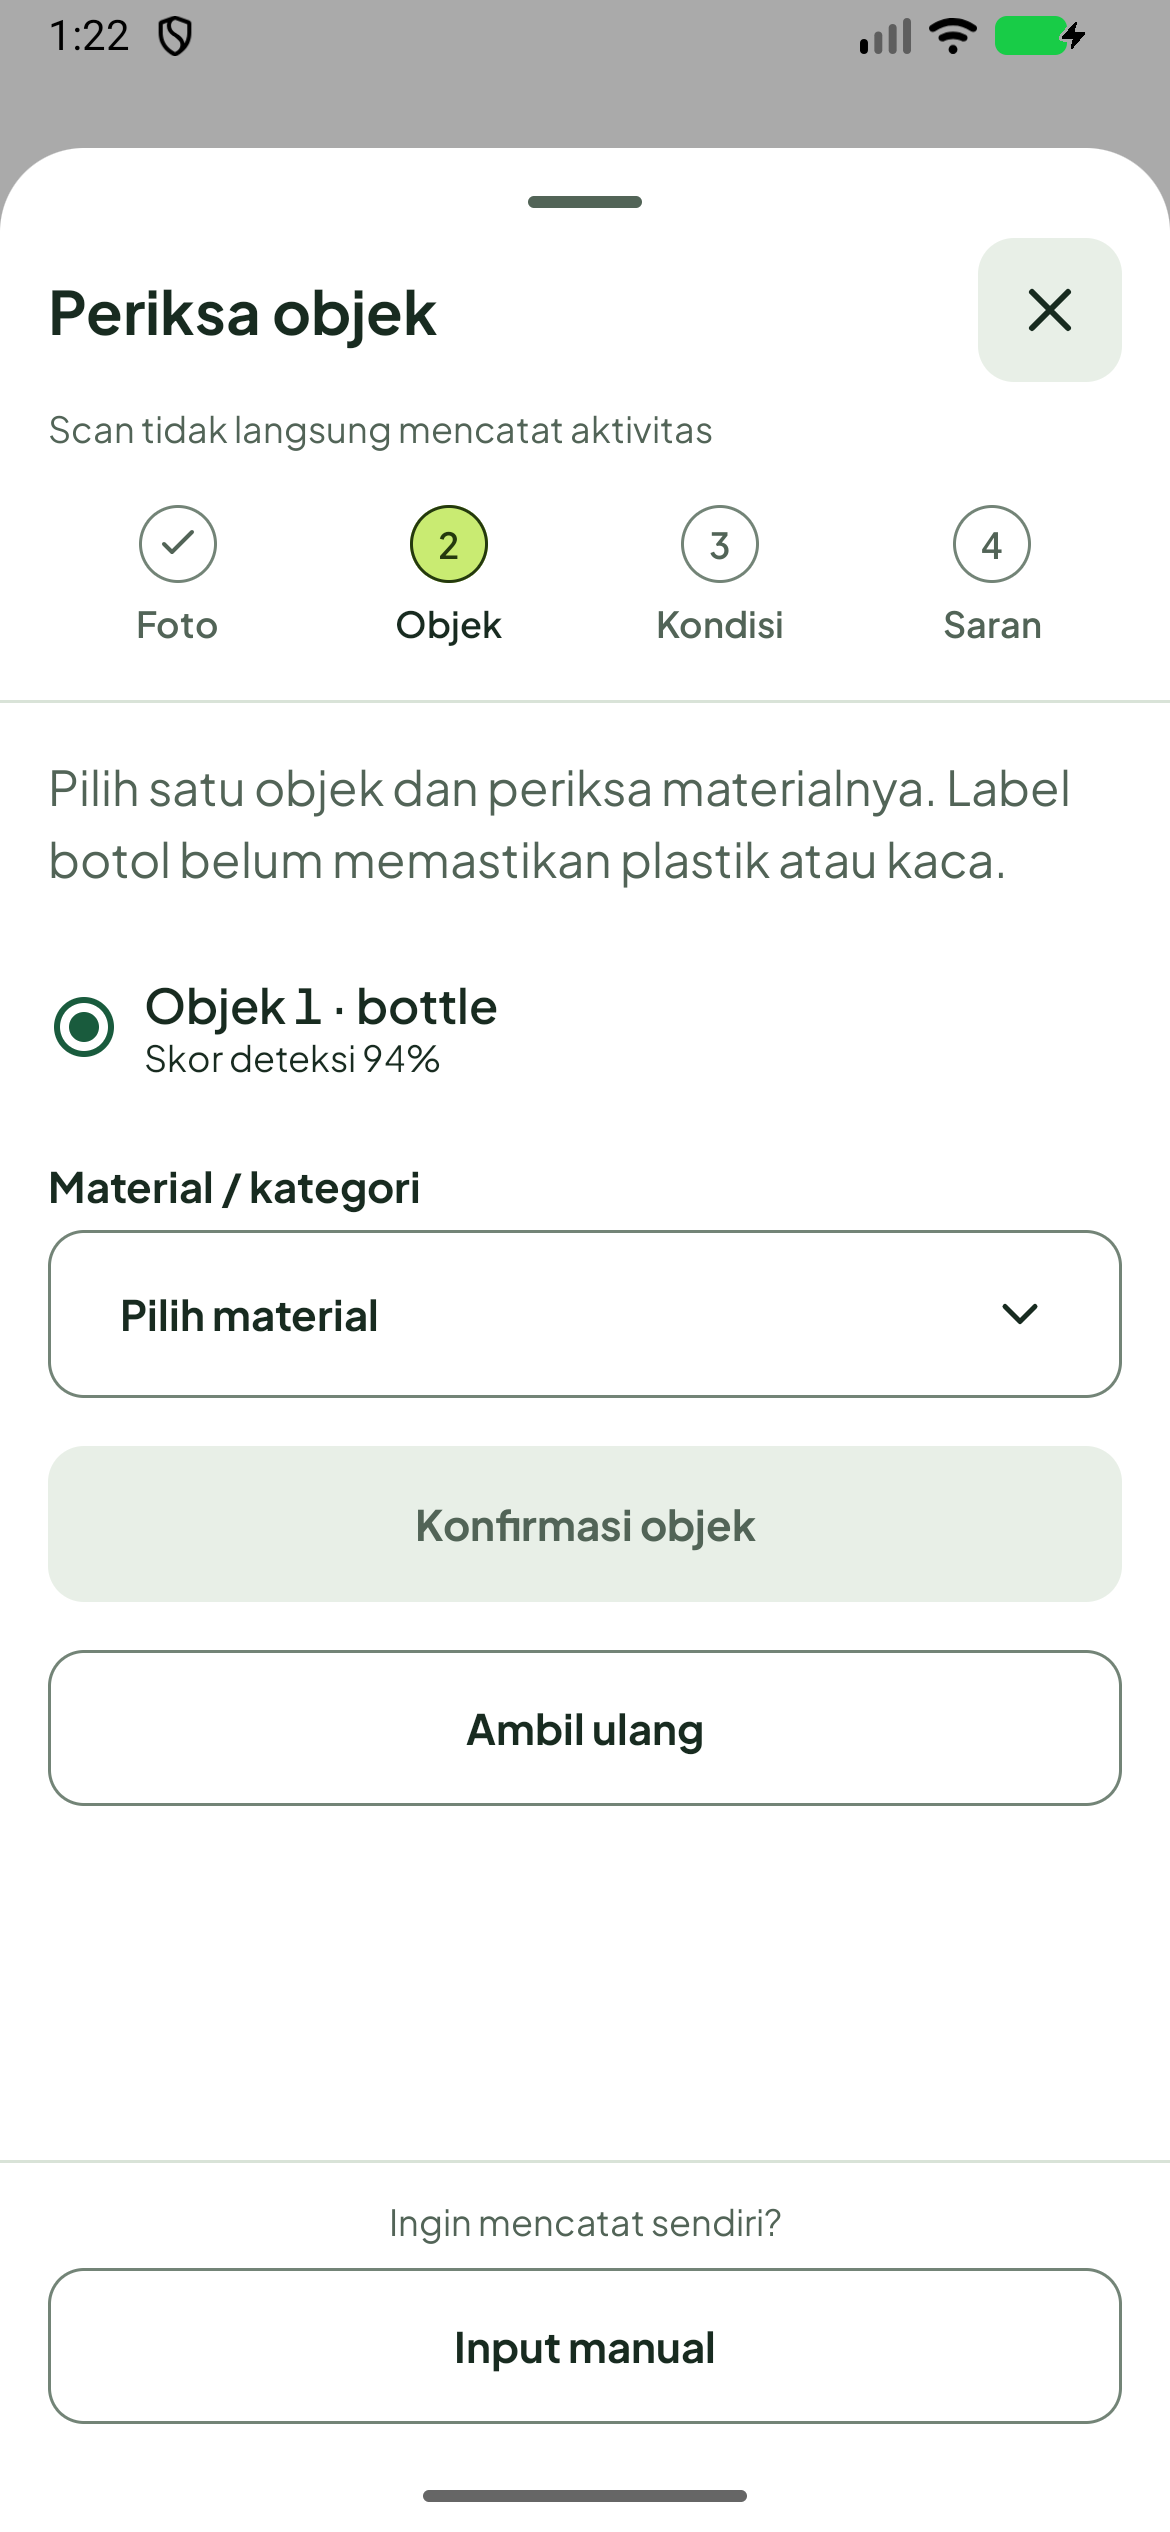 1:22
Periksa objek
Scan tidak langsung mencatat aktivitas
2
3
4
Foto
Objek
Kondisi
Saran
Pilih satu objek dan periksa materialnya. Label
botol belum memastikan plastik atau kaca.
Objek 1 · bottle
Skor deteksi 94%
Material / kategori
Pilih material
Konfirmasi objek
Ambil ulang
Ingin mencatat sendiri?
Input manual